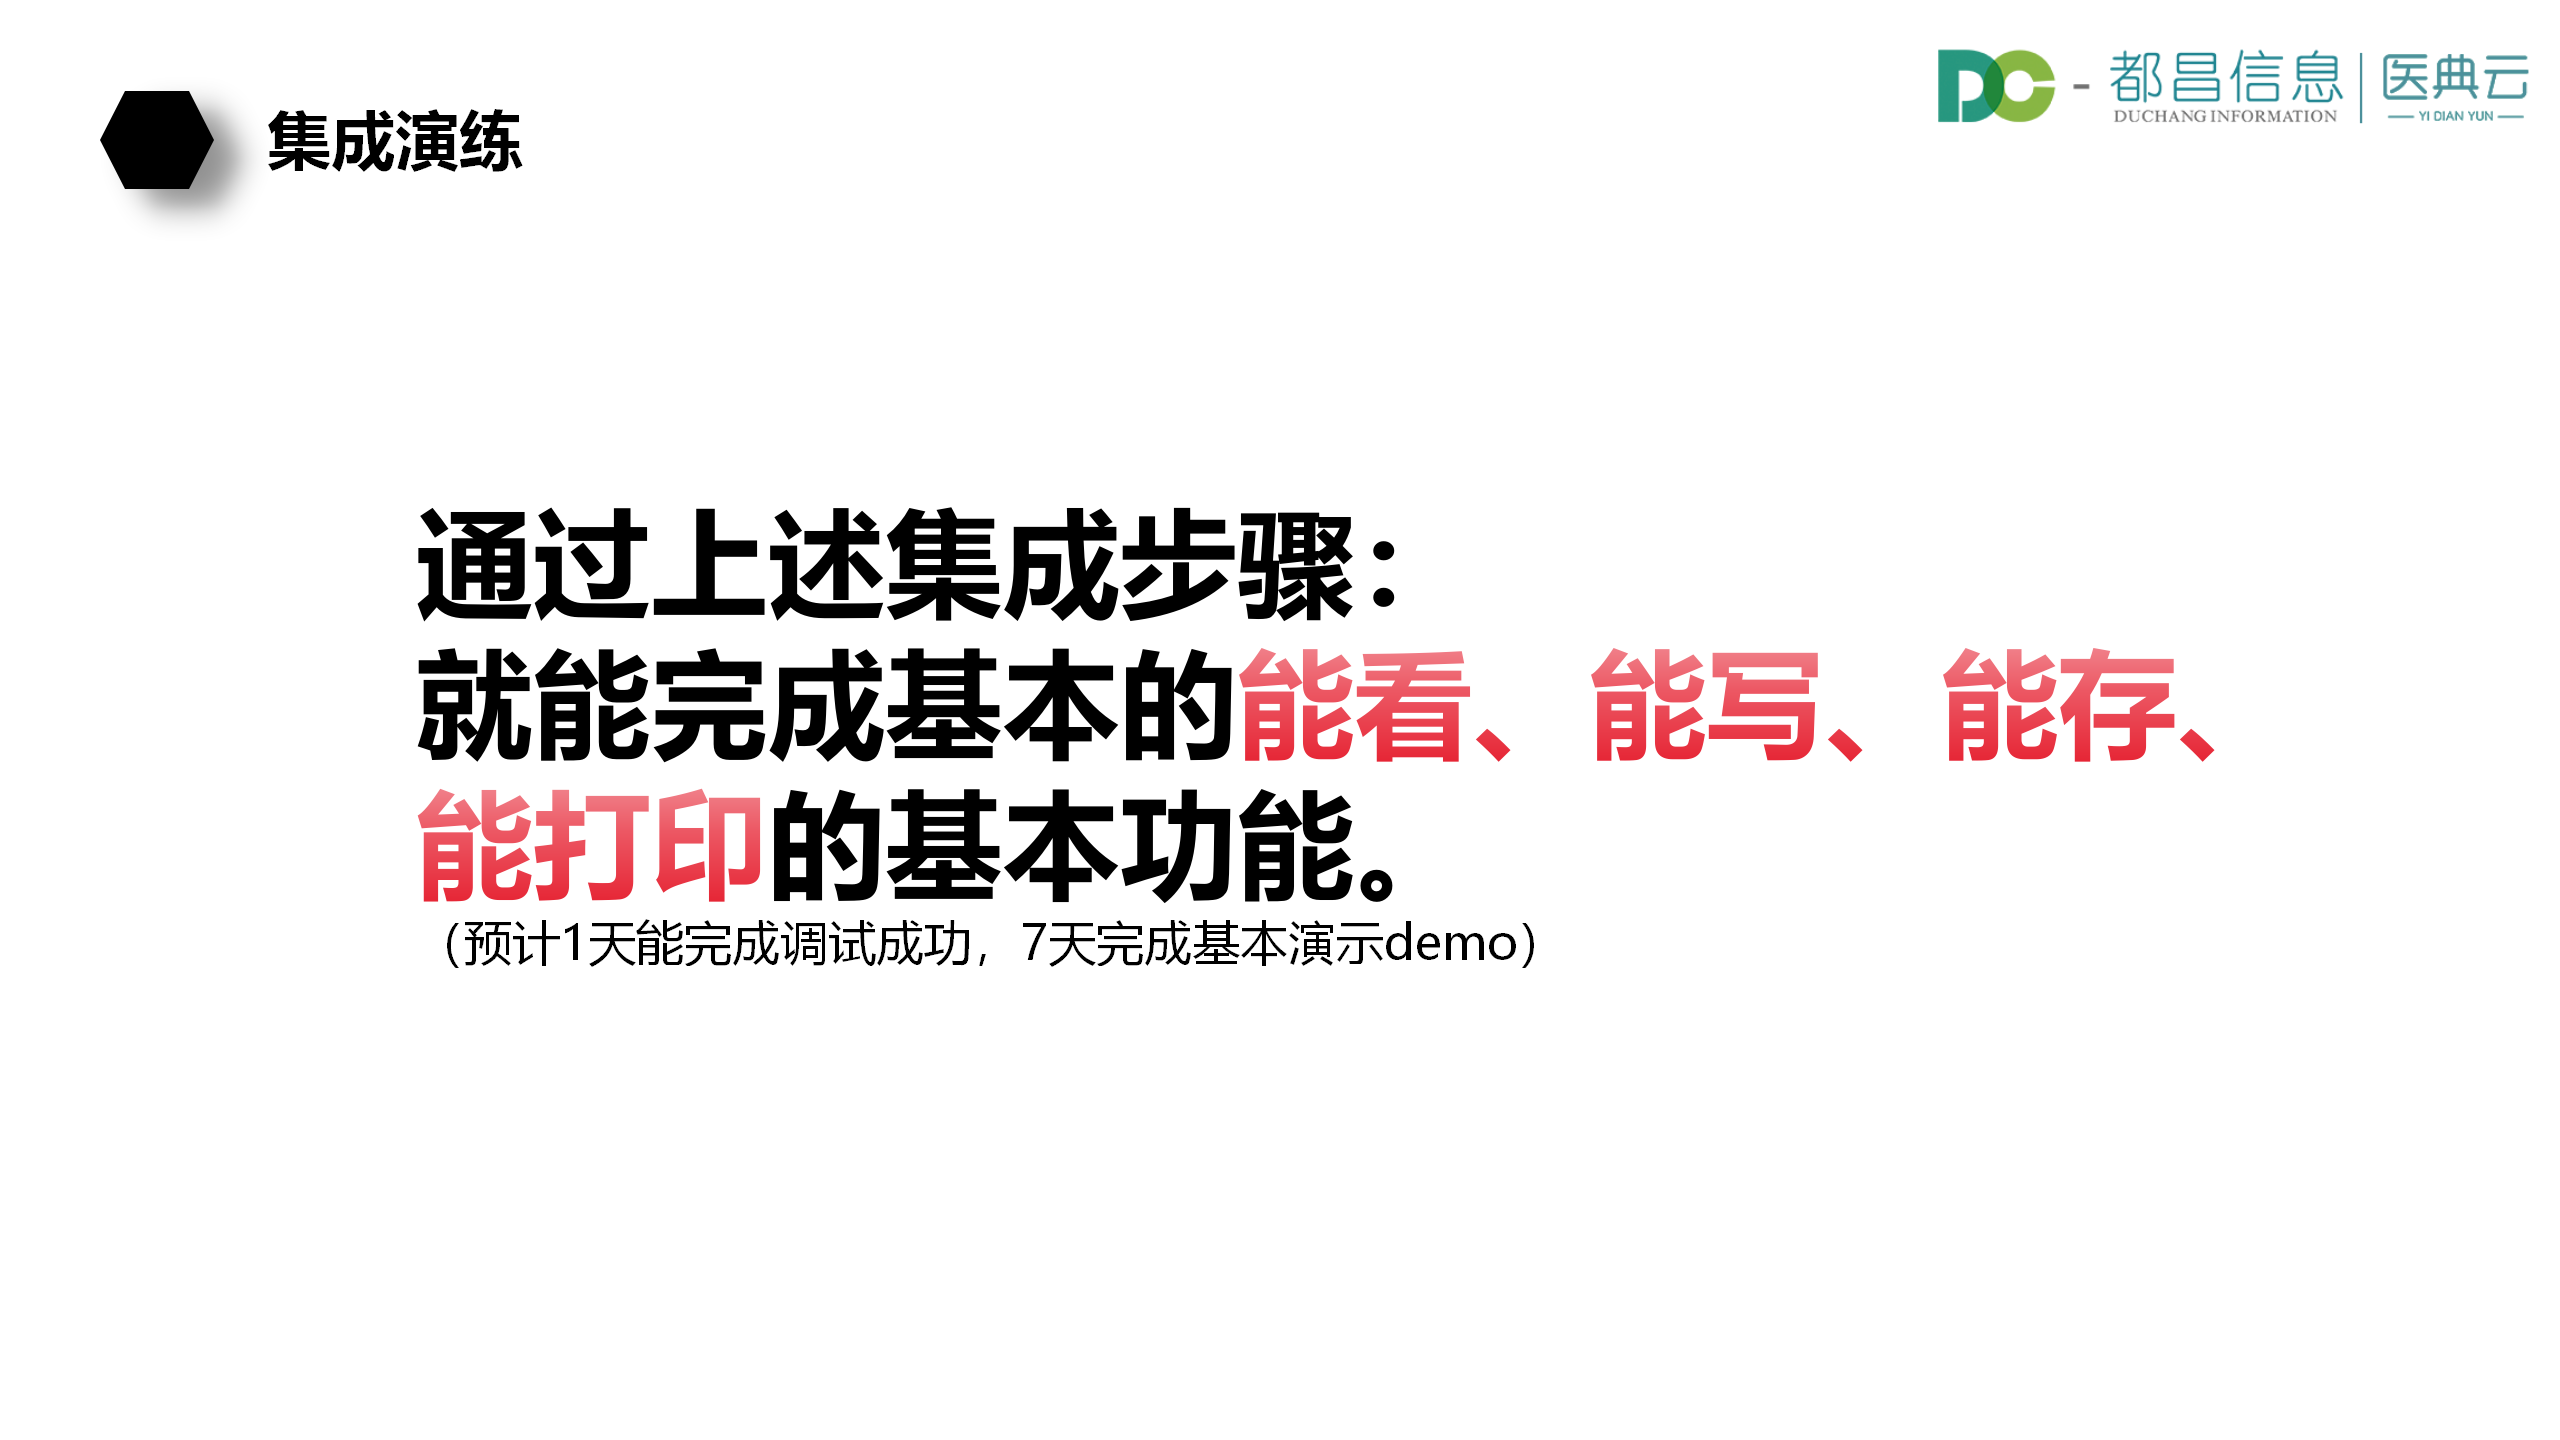 集成演练
DC - 都昌信息 医典云
DUCHANG INFORMATION YI DIAN YUN
通过上述集成步骤：
就能完成基本的能看、能写、能存、
能打印的基本功能。
（预计1天能完成调试成功，7天完成基本演示demo）